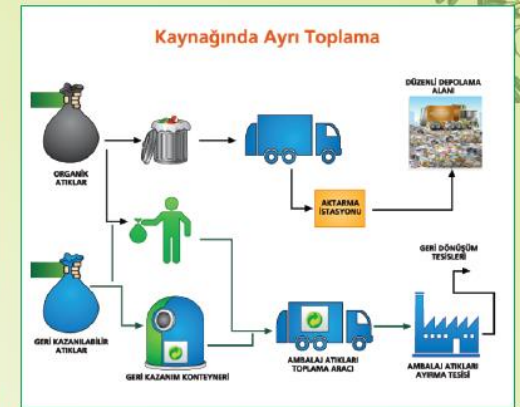 Kaynağında Ayrı Toplama
DÜZENLİ DEPOLAMA
ALANI
ORGANİK
ATIKLAR
AKTARMA
İSTASYONU
GERİ DÖNÜŞÜM
TESİSLERİ
GERİ KAZANILABİLİR
ATIKLAR
GERİ KAZANIM KONTEYNERİ
AMBALAJ ATIKLARI
TOPLAMA ARACI
AMBALAJ ATIKLARI
AYIRMA TESİSİ